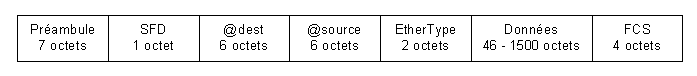 Préambule SFD @dest @source EtherType Données FCS
7 octets 1 octet 6 octets 6 octets 2 octets 46 - 1500 octets 4 octets